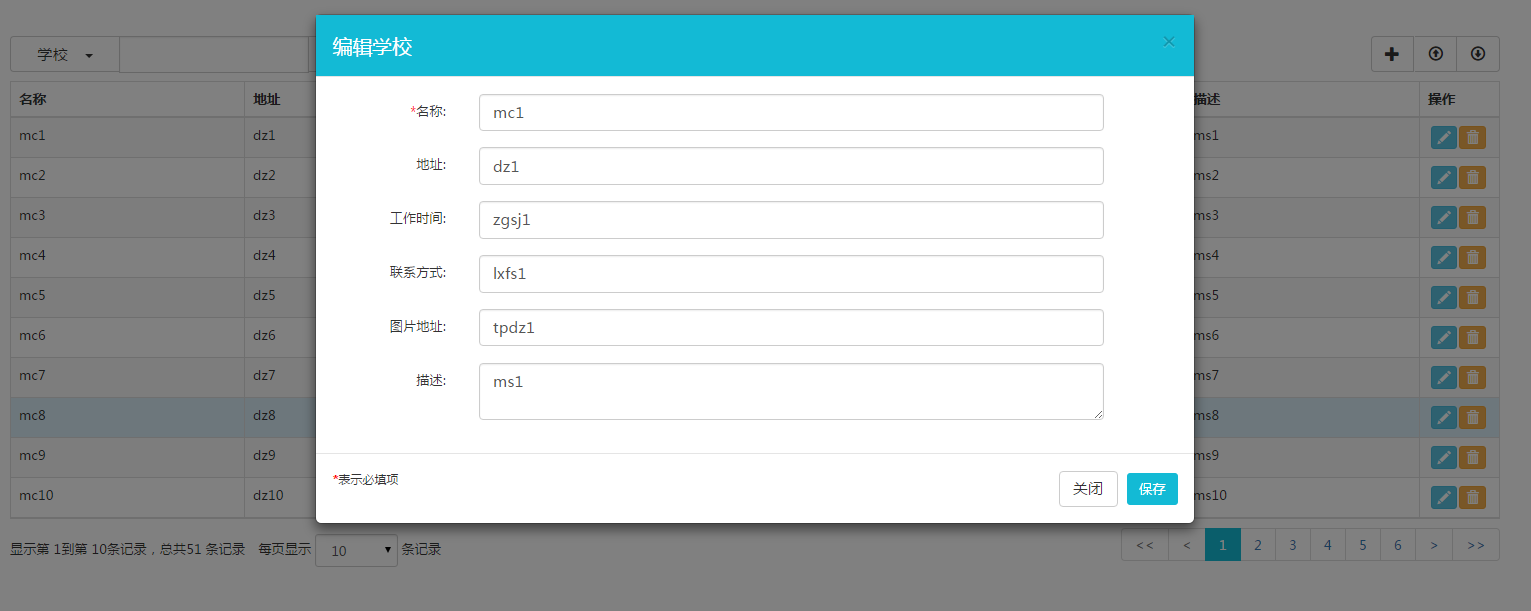 编辑学校 ×
学校
名称 地址 描述 操作
*名称: mc1
mc1 dz1 ms1
地址: dz1
mc2 dz2 ms2
工作时间: zgsj1
mc3 dz3 ms3
mc4 dz4 ms4
联系方式: lxfs1
mc5 dz5 ms5
图片地址: tpdz1
mc6 dz6 ms6
描述: ms1
mc7 dz7 ms7
mc8 dz8 ms8
mc9 dz9 ms9
*表示必填项 关闭 保存
mc10 dz10 ms10
显示第 1到第 10条记录，总共51 条记录 每页显示 10 条记录 << < 1 2 3 4 5 6 > >>